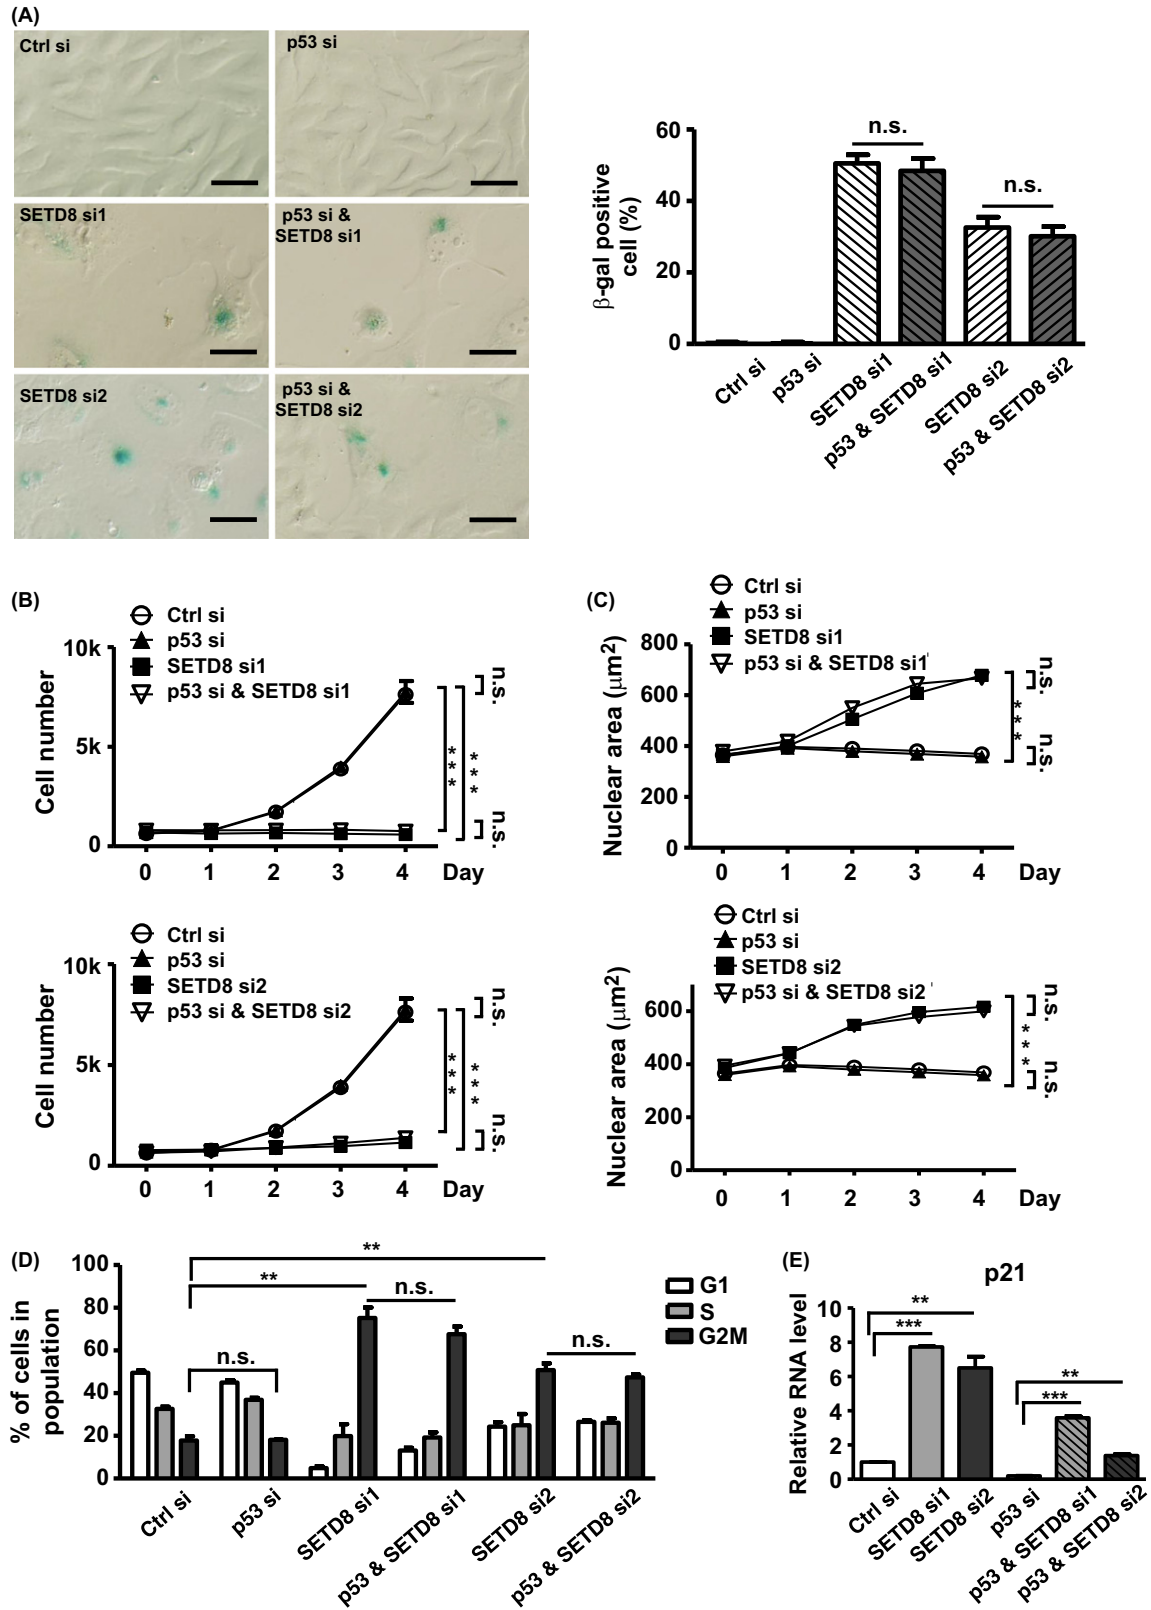 (A)
Ctrl si
p53 si
SETD8 si1
p53 si &
SETD8 si1
SETD8 si2
p53 si &
SETD8 si2
β-gal positive
cell (%)
60
40
20
0
n.s.
n.s.
Ctrl si
p53 si
SETD8 si1
p53 & SETD8 si1
SETD8 si2
p53 & SETD8 si2
(B)
Ctrl si
p53 si
SETD8 si1
p53 si & SETD8 si1
Cell number
10k
5k
0
0 1 2 3 4 Day
n.s.
***
***
n.s.
Ctrl si
p53 si
SETD8 si2
p53 si & SETD8 si2
Cell number
10k
5k
0
0 1 2 3 4 Day
n.s.
***
***
n.s.
(C)
Ctrl si
p53 si
SETD8 si1
p53 si & SETD8 si1
Nuclear area (μm2)
800
600
400
200
0
0 1 2 3 4 Day
n.s.
***
n.s.
Ctrl si
p53 si
SETD8 si2
p53 si & SETD8 si2
Nuclear area (μm2)
600
400
200
0
0 1 2 3 4 Day
n.s.
***
n.s.
(D)
% of cells in
population
100
80
60
40
20
0
**
**
n.s.
n.s.
n.s.
G1
S
G2M
Ctrl si
p53 si
SETD8 si1
p53 & SETD8 si1
SETD8 si2
p53 & SETD8 si2
(E)
p21
Relative RNA level
10
8
6
4
2
0
**
***
**
***
Ctrl si
SETD8 si1
SETD8 si2
p53 si
p53 & SETD8 si1
p53 & SETD8 si2